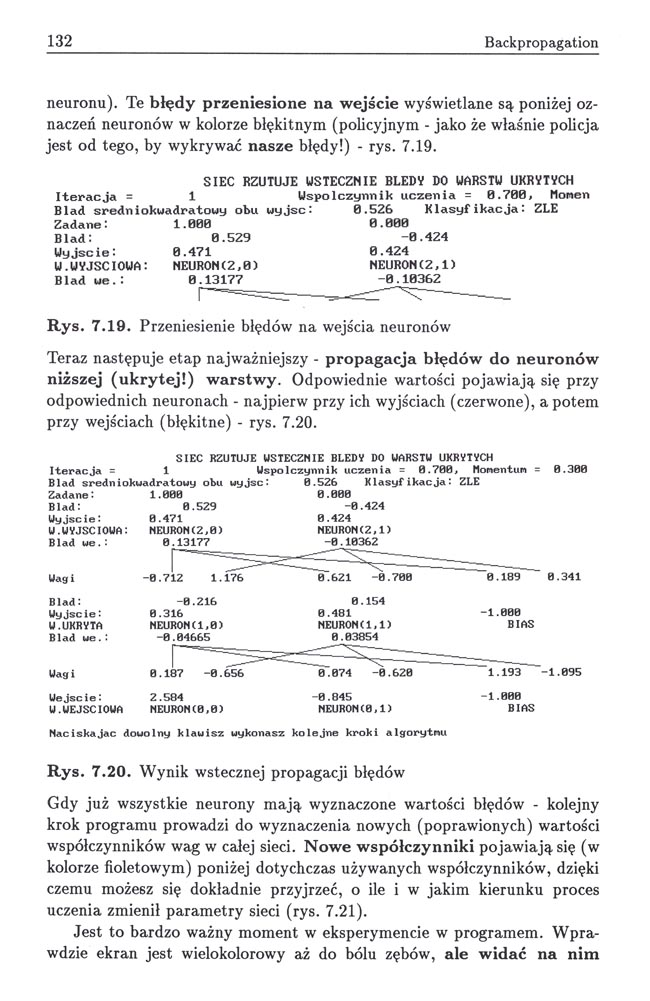 132 Backpropagation
neuronu). Te błędy przeniesione na wejście wyświetlane są poniżej oz-
naczeń neuronów w kolorze błękitnym (policyjnym - jako że właśnie policja
jest od tego, by wykrywać nasze błędy!) - rys. 7.19.
SIEC RZUTUJE WSTECZNIE BLEDY DO WARSTW UKRYTYCH
Iteracja = 1 Wspolczynnik uczenia = 0.700, Momen
Blad sredniokwadratowy obu wyjsc: 0.526 Klasyfikacja: ZLE
Zadane: 1.000 0.000
Blad: 0.529 -0.424
Wyjscie: 0.471 0.424
W.WYJSCIOWA: NEURON(2,0) NEURON(2,1)
Blad we.: 0.13177 -0.10362
Rys. 7.19. Przeniesienie błędów na wejścia neuronów
Teraz następuje etap najważniejszy - propagacja błędów do neuronów
niższej (ukrytej!) warstwy. Odpowiednie wartości pojawiają się przy
odpowiednich neuronach - najpierw przy ich wyjściach (czerwone), a potem
przy wejściach (błękitne) - rys. 7.20.
SIEC RZUTUJE WSTECZNIE BLEDY DO WARSTW UKRYTYCH
Iteracja = 1 Wspolczynnik uczenia = 0.700, Momentum = 0.300
Blad sredniokwadratowy obu wyjsc: 0.526 Klasyfikacja: ZLE
Zadane: 1.000 0.000
Blad: 0.529 -0.424
Wyjscie: 0.471 0.424
W.WYJSCIOWA: NEURON(2,0) NEURON(2,1)
Blad we.: 0.13177 -0.10362
Wagi -0.712 1.176 0.621 -0.700 0.189 0.341
Blad: -0.216 0.154
Wyjscie: 0.316 0.481 -1.000
W.UKRYTA NEURON(1,0) NEURON(1,1) BIAS
Blad we.: -0.04665 0.03854
Wagi 0.187 -0.656 0.074 -0.620 1.193 -1.095
Wejscie: 2.584 -0.845 -1.000
W.WEJSCIOWA NEURON(0,0) NEURON(0,1) BIAS
Naciskajac dowolny klawisz wykonasz kolejne kroki algorytmu
Rys. 7.20. Wynik wstecznej propagacji błędów
Gdy już wszystkie neurony mają wyznaczone wartości błędów - kolejny
krok programu prowadzi do wyznaczenia nowych (poprawionych) wartości
współczynników wag w całej sieci. Nowe współczynniki pojawiają się (w
kolorze fioletowym) poniżej dotychczas używanych współczynników, dzięki
czemu możesz się dokładnie przyjrzeć, o ile i w jakim kierunku proces
uczenia zmienił parametry sieci (rys. 7.21).
Jest to bardzo ważny moment w eksperymencie w programem. Wpra-
wdzie ekran jest wielokolorowy aż do bólu zębów, ale widać na nim